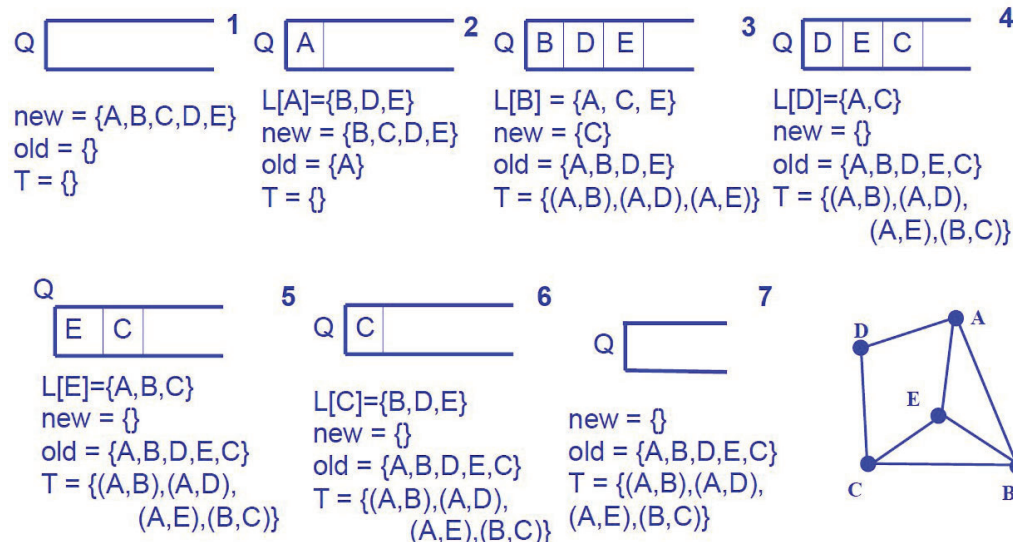 1
Q
new = {A,B,C,D,E}
old = {}
T = {}
2
Q A
L[A]={B,D,E}
new = {B,C,D,E}
old = {A}
T = {}
3
Q B D E
L[B] = {A, C, E}
new = {C}
old = {A,B,D,E}
T = {(A,B),(A,D),(A,E)}
4
Q D E C
L[D]={A,C}
new = {}
old = {A,B,D,E,C}
T = {(A,B),(A,D),
(A,E),(B,C)}
5
Q
E C
L[E]={A,B,C}
new = {}
old = {A,B,D,E,C}
T = {(A,B),(A,D),
(A,E),(B,C)}
6
Q C
L[C]={B,D,E}
new = {}
old = {A,B,D,E,C}
T = {(A,B),(A,D),
(A,E),(B,C)}
7
Q
new = {}
old = {A,B,D,E,C}
T = {(A,B),(A,D),
(A,E),(B,C)}
A
D
E
C
B